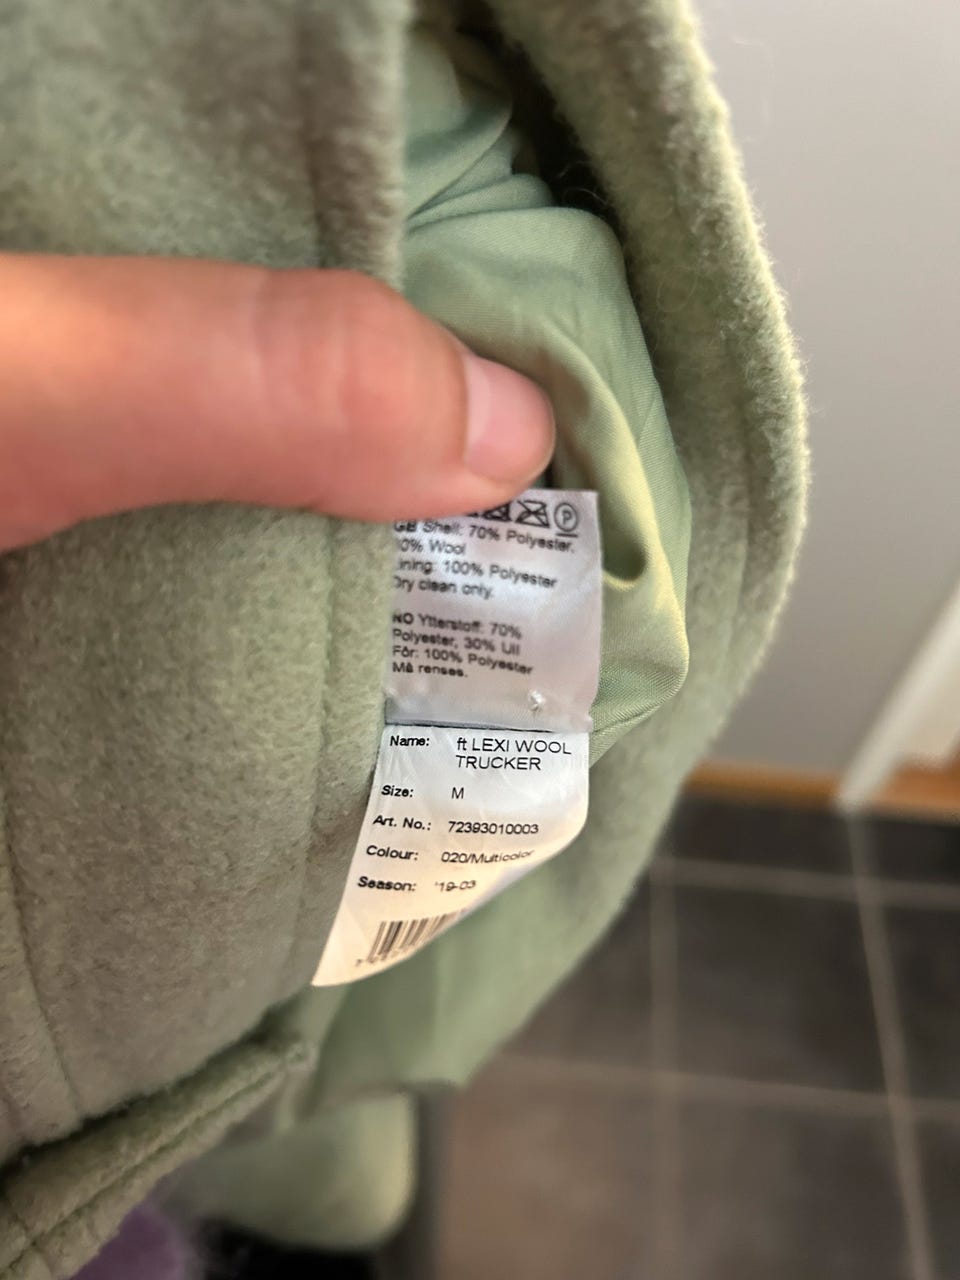 GB Shell: 70% Polyester,
0% Wool
ining: 100% Polyester
Dry clean only.
NO Ytterstoff: 70%
Polyester, 30% Ull
Fôr: 100% Polyester
Må renses.
Name: ft LEXI WOOL
TRUCKER
Size: M
Art. No.: 72393010003
Colour: 020/Multicolor
Season: '19-03